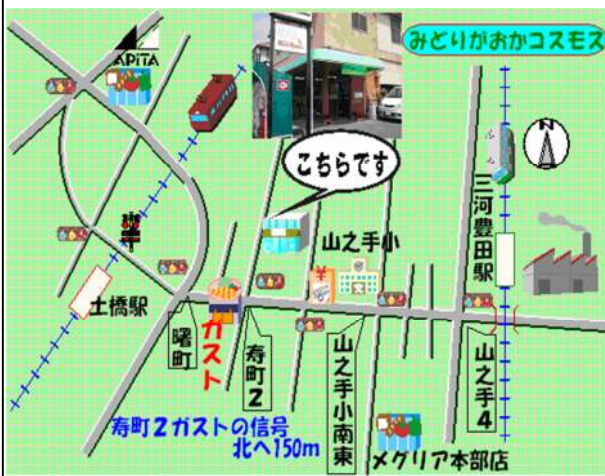 みどりがおかコスモス
APiTA
N
こちらです
三河豊田駅
山之手小
土橋駅
曙町
ガスト
寿町2
山之手小南東
山之手4
寿町2ガストの信号
北へ150m
メグリア本部店